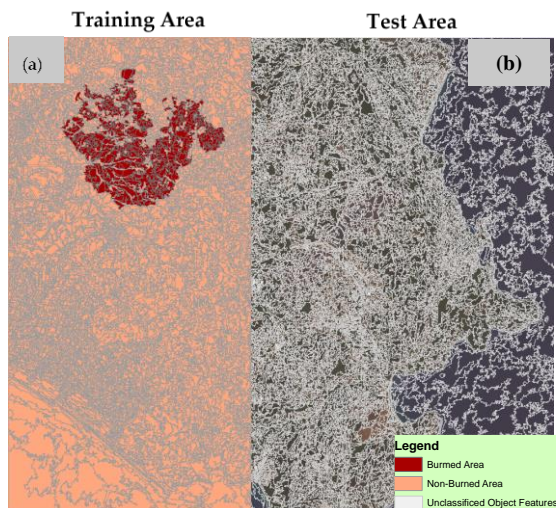 Training Area
Test Area
(a)
(b)
Legend
Burmed Area
Non-Burned Area
Unclassificed Object Features